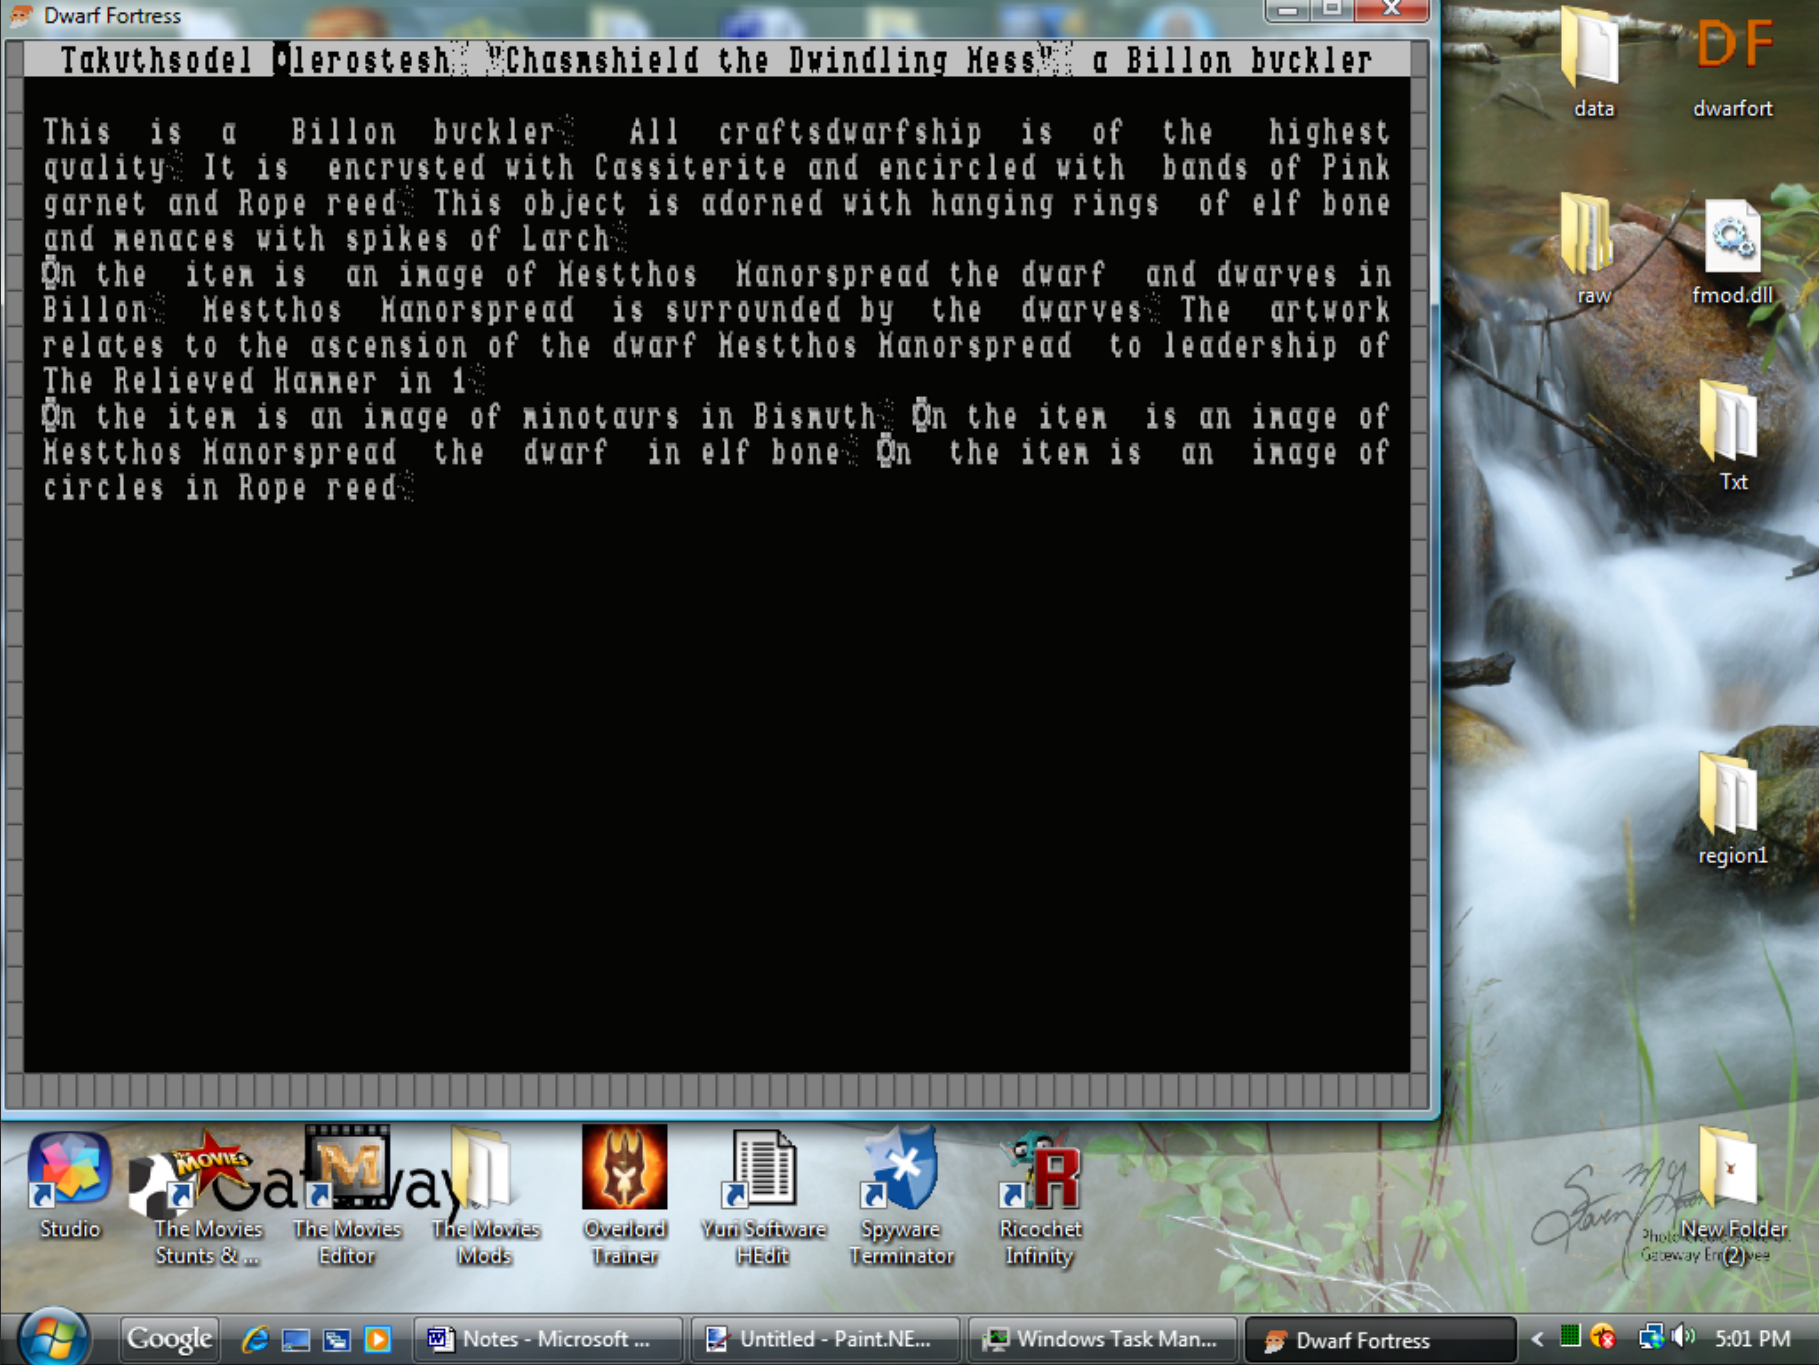 Dwarf Fortress
Takuthsodel Olerostesh, "Chasmshield the Dwindling Mess", a Billon buckler
This is a Billon buckler. All craftsdwarfship is of the highest
quality. It is encrusted with Cassiterite and encircled with bands of Pink
garnet and Rope reed. This object is adorned with hanging rings of elf bone
and menaces with spikes of Larch.
On the item is an image of Mestthos Manorspread the dwarf and dwarves in
Billon. Mestthos Manorspread is surrounded by the dwarves. The artwork
relates to the ascension of the dwarf Mestthos Manorspread to leadership of
The Relieved Hammer in 1.
On the item is an image of minotaurs in Bismuth. On the item is an image of
Mestthos Manorspread the dwarf in elf bone. On the item is an image of
circles in Rope reed.
data
DF
dwarfort
raw
fmod.dll
Txt
region1
New Folder
(2)
Gateway Employee
Studio
The Movies
Stunts & ...
The Movies
Editor
The Movies
Mods
Overlord
Trainer
Yuri Software
HEdit
Spyware
Terminator
Ricochet
Infinity
Google
Notes - Microsoft ...
Untitled - Paint.NE...
Windows Task Man...
Dwarf Fortress
5:01 PM